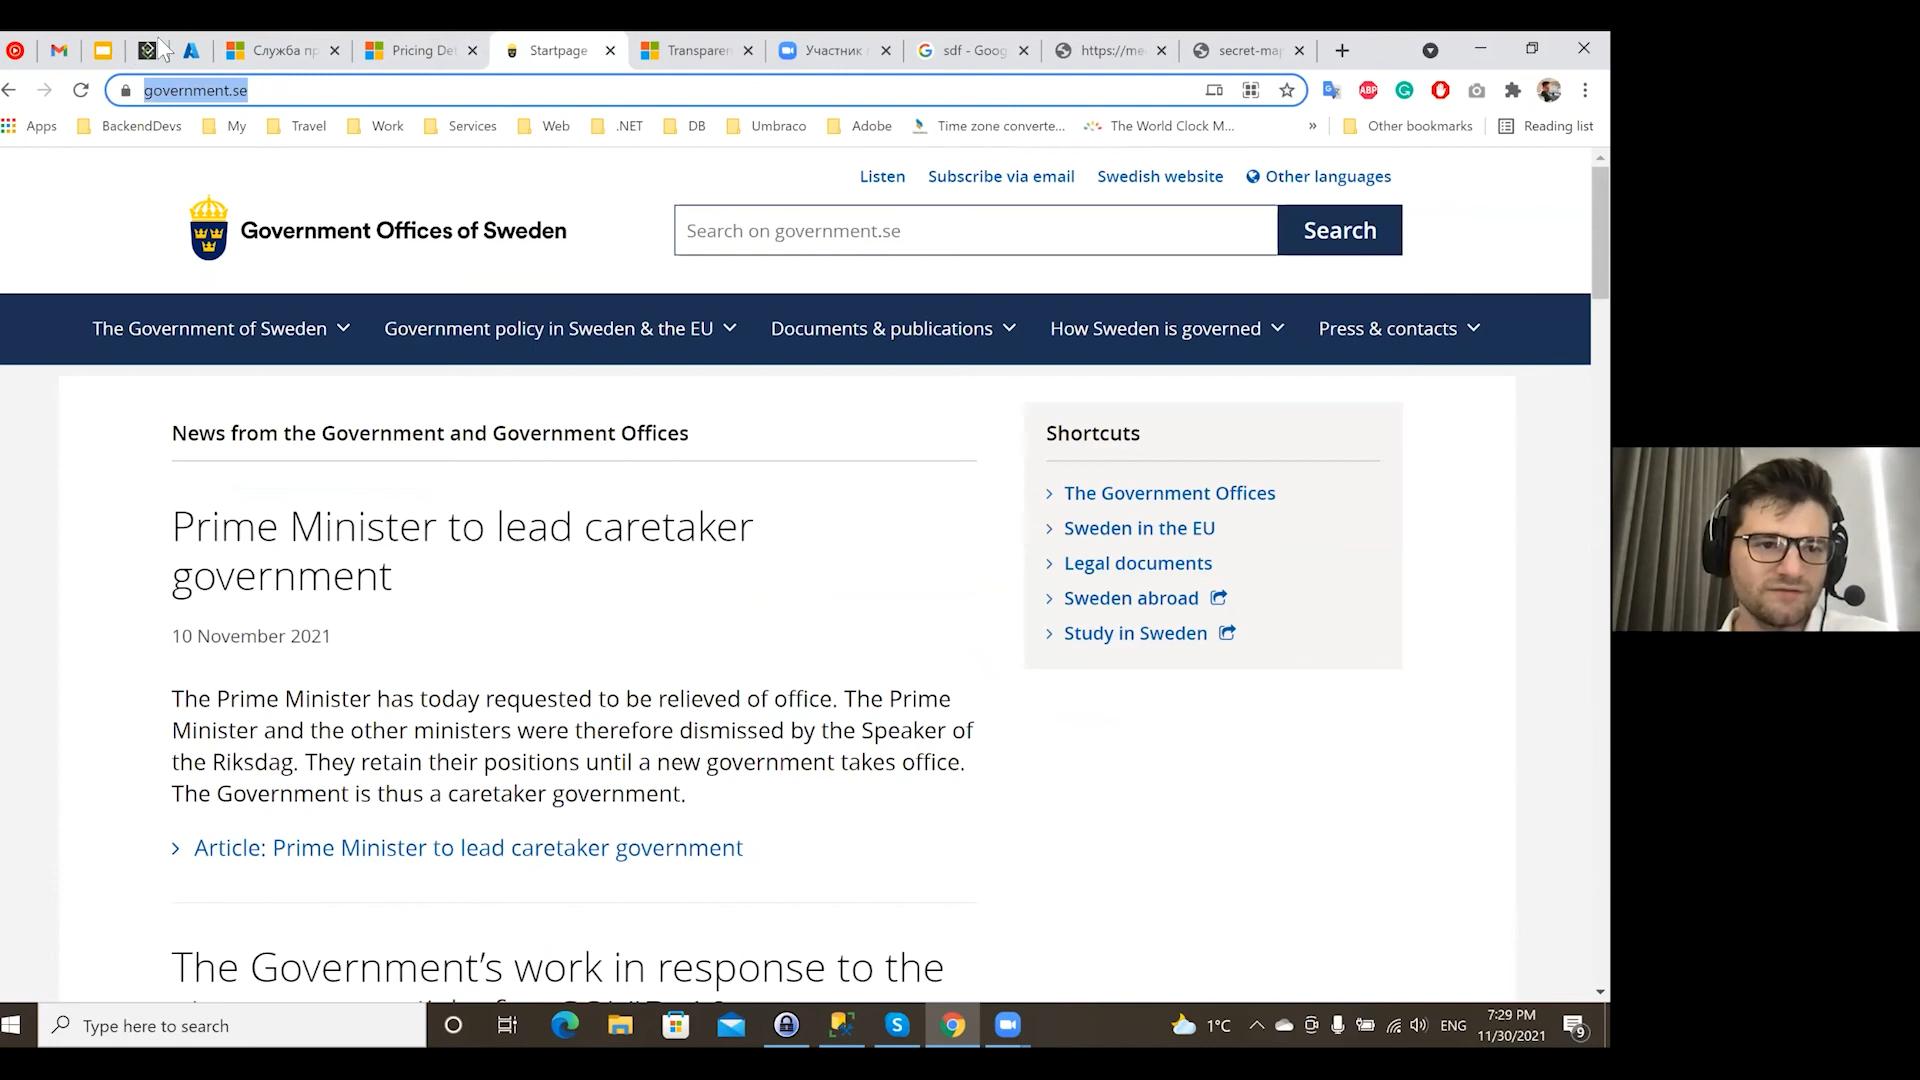 Служба пр
Pricing Det
Startpage
Transparen
Участник
sdf - Goog
https://me
secret-map
government.se
ABP
Apps
BackendDevs
My
Travel
Work
Services
Web
.NET
DB
Umbraco
Adobe
Time zone converte...
The World Clock M...
»
Other bookmarks
Reading list
Listen
Subscribe via email
Swedish website
Other languages
Government Offices of Sweden
Search on government.se
Search
The Government of Sweden
Government policy in Sweden & the EU
Documents & publications
How Sweden is governed
Press & contacts
News from the Government and Government Offices
Prime Minister to lead caretaker
government
10 November 2021
The Prime Minister has today requested to be relieved of office. The Prime
Minister and the other ministers were therefore dismissed by the Speaker of
the Riksdag. They retain their positions until a new government takes office.
The Government is thus a caretaker government.
Article: Prime Minister to lead caretaker government
The Government’s work in response to the
Shortcuts
The Government Offices
Sweden in the EU
Legal documents
Sweden abroad
Study in Sweden
Type here to search
1°C
ENG
7:29 PM
11/30/2021
9